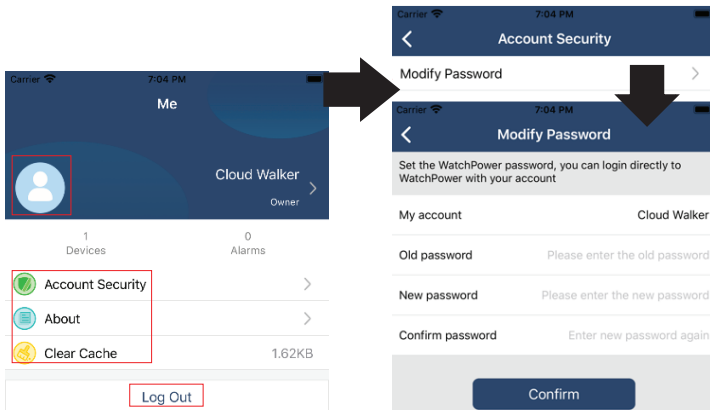 Carrier 7:04 PM
Me
Cloud Walker
Owner
1 0
Devices Alarms
Account Security
About
Clear Cache 1.62KB
Log Out
Carrier 7:04 PM
Account Security
Modify Password
Carrier 7:04 PM
Modify Password
Set the WatchPower password, you can login directly to
WatchPower with your account
My account Cloud Walker
Old password Please enter the old password
New password Please enter the new password
Confirm password Enter new password again
Confirm